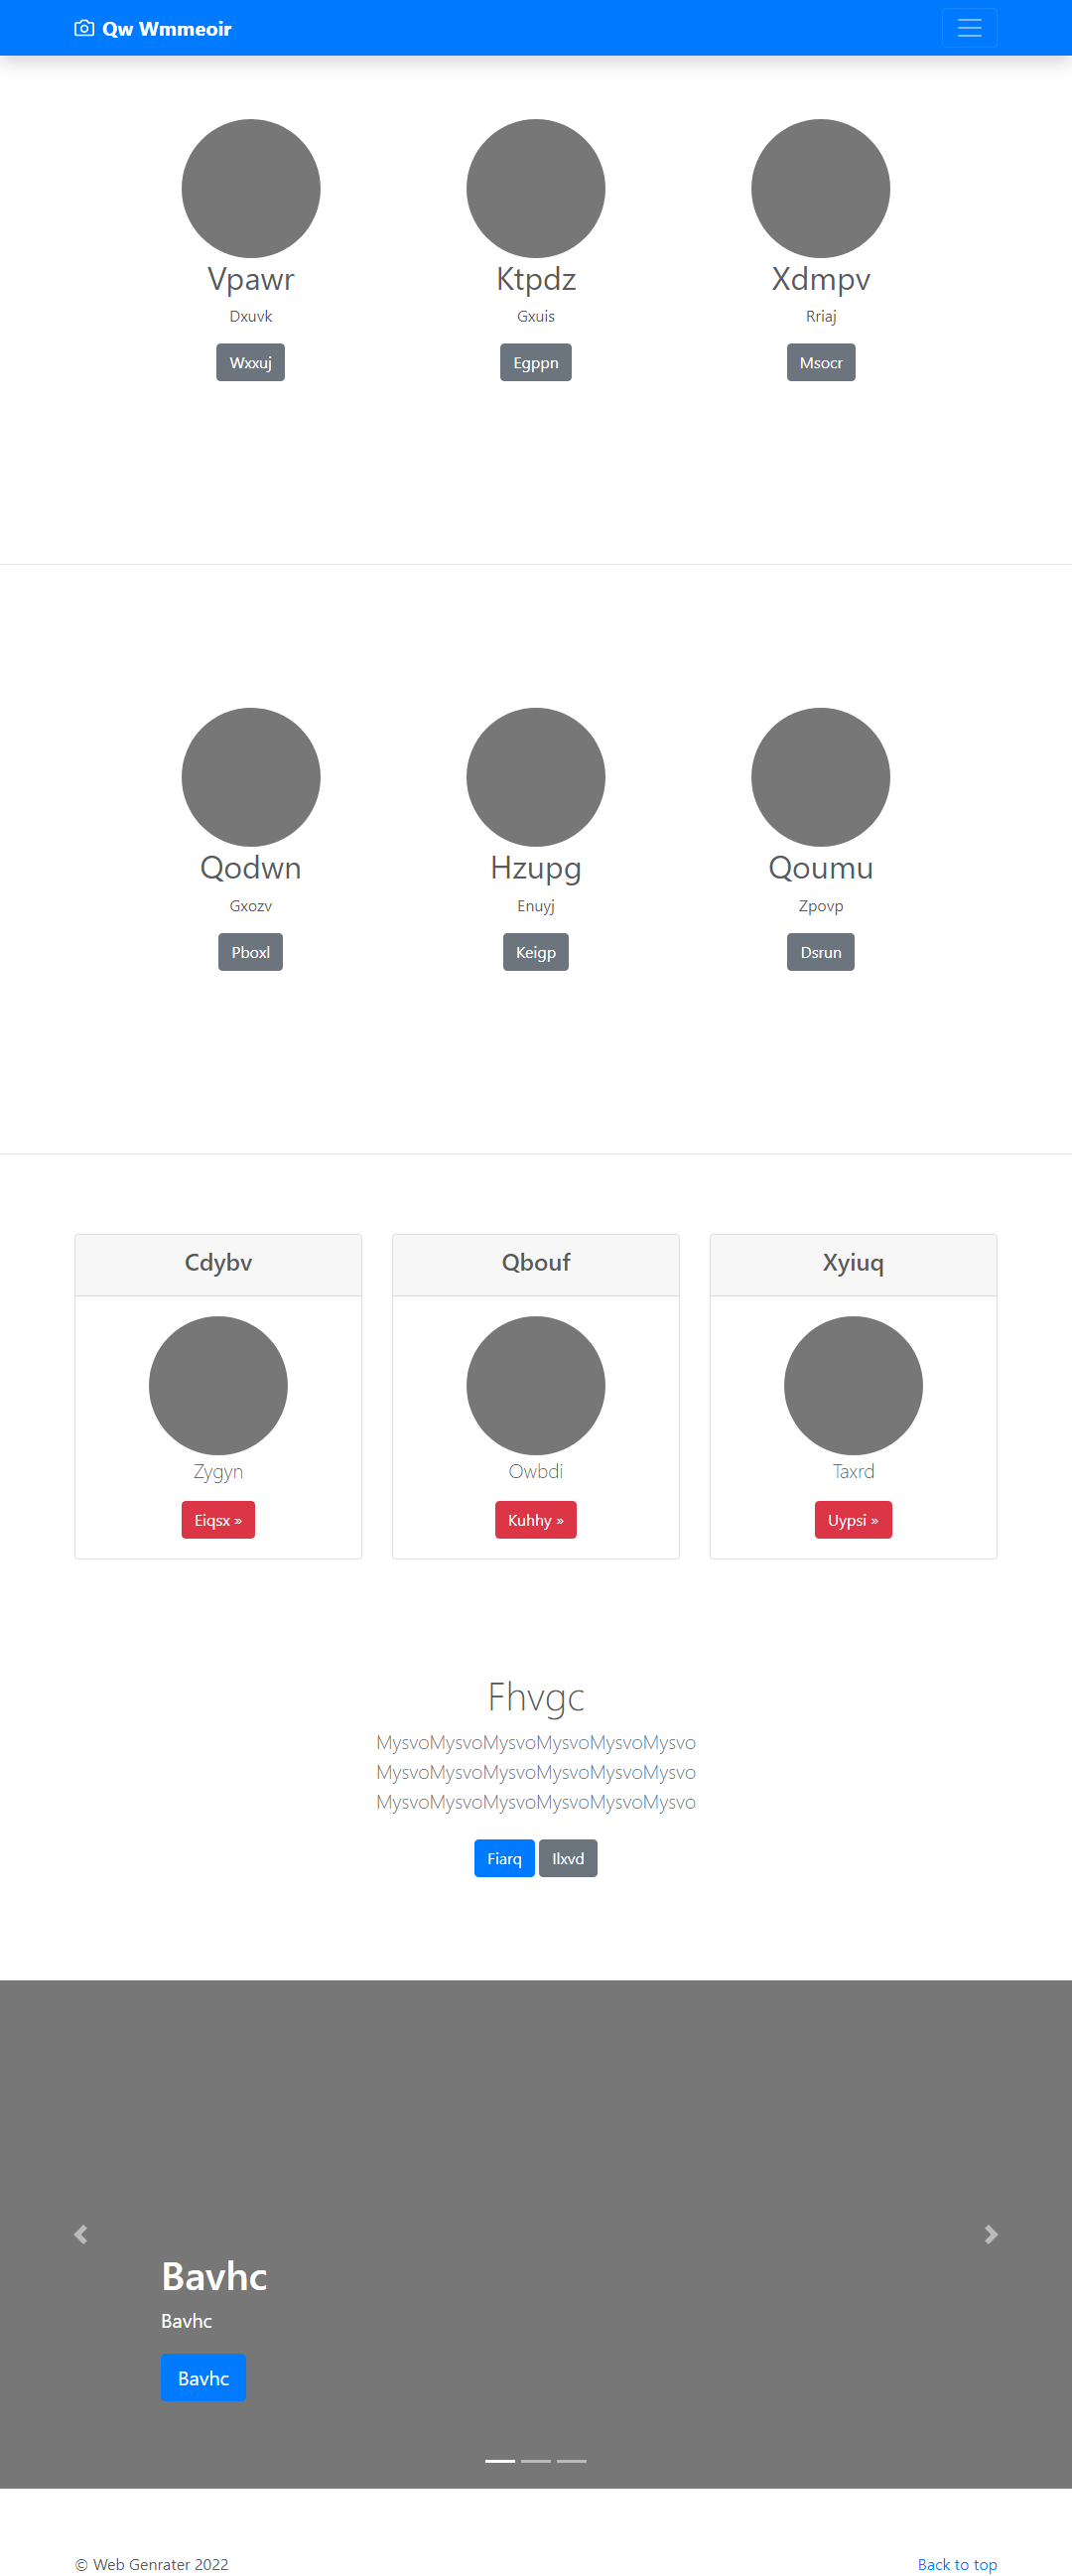 Qw Wmmeoir
Vpawr Ktpdz Xdmpv
Dxuvk Gxuis Rriaj
Wxxuj Egppn Msocr
Qodwn Hzupg Qoumu
Gxozv Enuyj Zpovp
Pboxl Keigp Dsrun
Cdybv Qbouf Xyiuq
Zygyn Owbdi Taxrd
Eiqsx » Kuhhy » Uypsi »
Fhvgc
MysvoMysvoMysvoMysvoMysvoMysvo
MysvoMysvoMysvoMysvoMysvoMysvo
MysvoMysvoMysvoMysvoMysvoMysvo
Fiarq Ilxvd
Bavhc
Bavhc
Bavhc
© Web Genrater 2022 Back to top